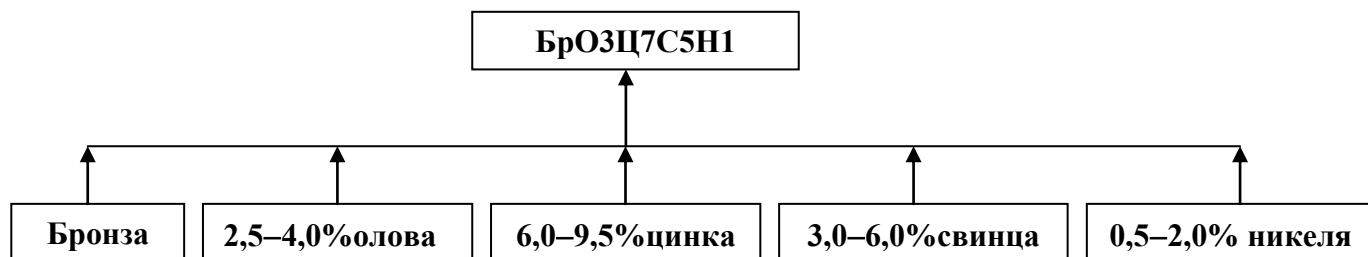 БрО3Ц7С5Н1
Бронза
2,5–4,0%олова
6,0–9,5%цинка
3,0–6,0%свинца
0,5–2,0% никеля